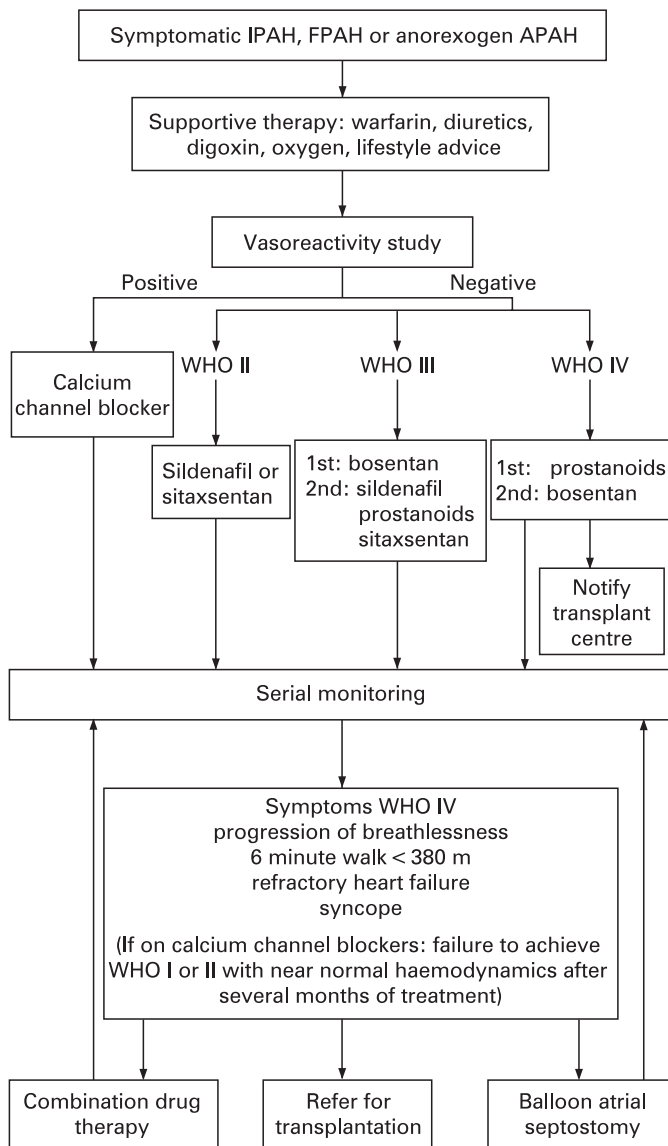 Symptomatic IPAH, FPAH or anorexogen APAH
Supportive therapy: warfarin, diuretics,
digoxin, oxygen, lifestyle advice
Vasoreactivity study
Positive
Negative
Calcium
channel blocker
WHO II
WHO III
WHO IV
Sildenafil or
sitaxsentan
1st: bosentan
2nd: sildenafil
prostanoids
sitaxsentan
1st: prostanoids
2nd: bosentan
Notify
transplant
centre
Serial monitoring
Symptoms WHO IV
progression of breathlessness
6 minute walk < 380 m
refractory heart failure
syncope
(If on calcium channel blockers: failure to achieve
WHO I or II with near normal haemodynamics after
several months of treatment)
Combination drug
therapy
Refer for
transplantation
Balloon atrial
septostomy